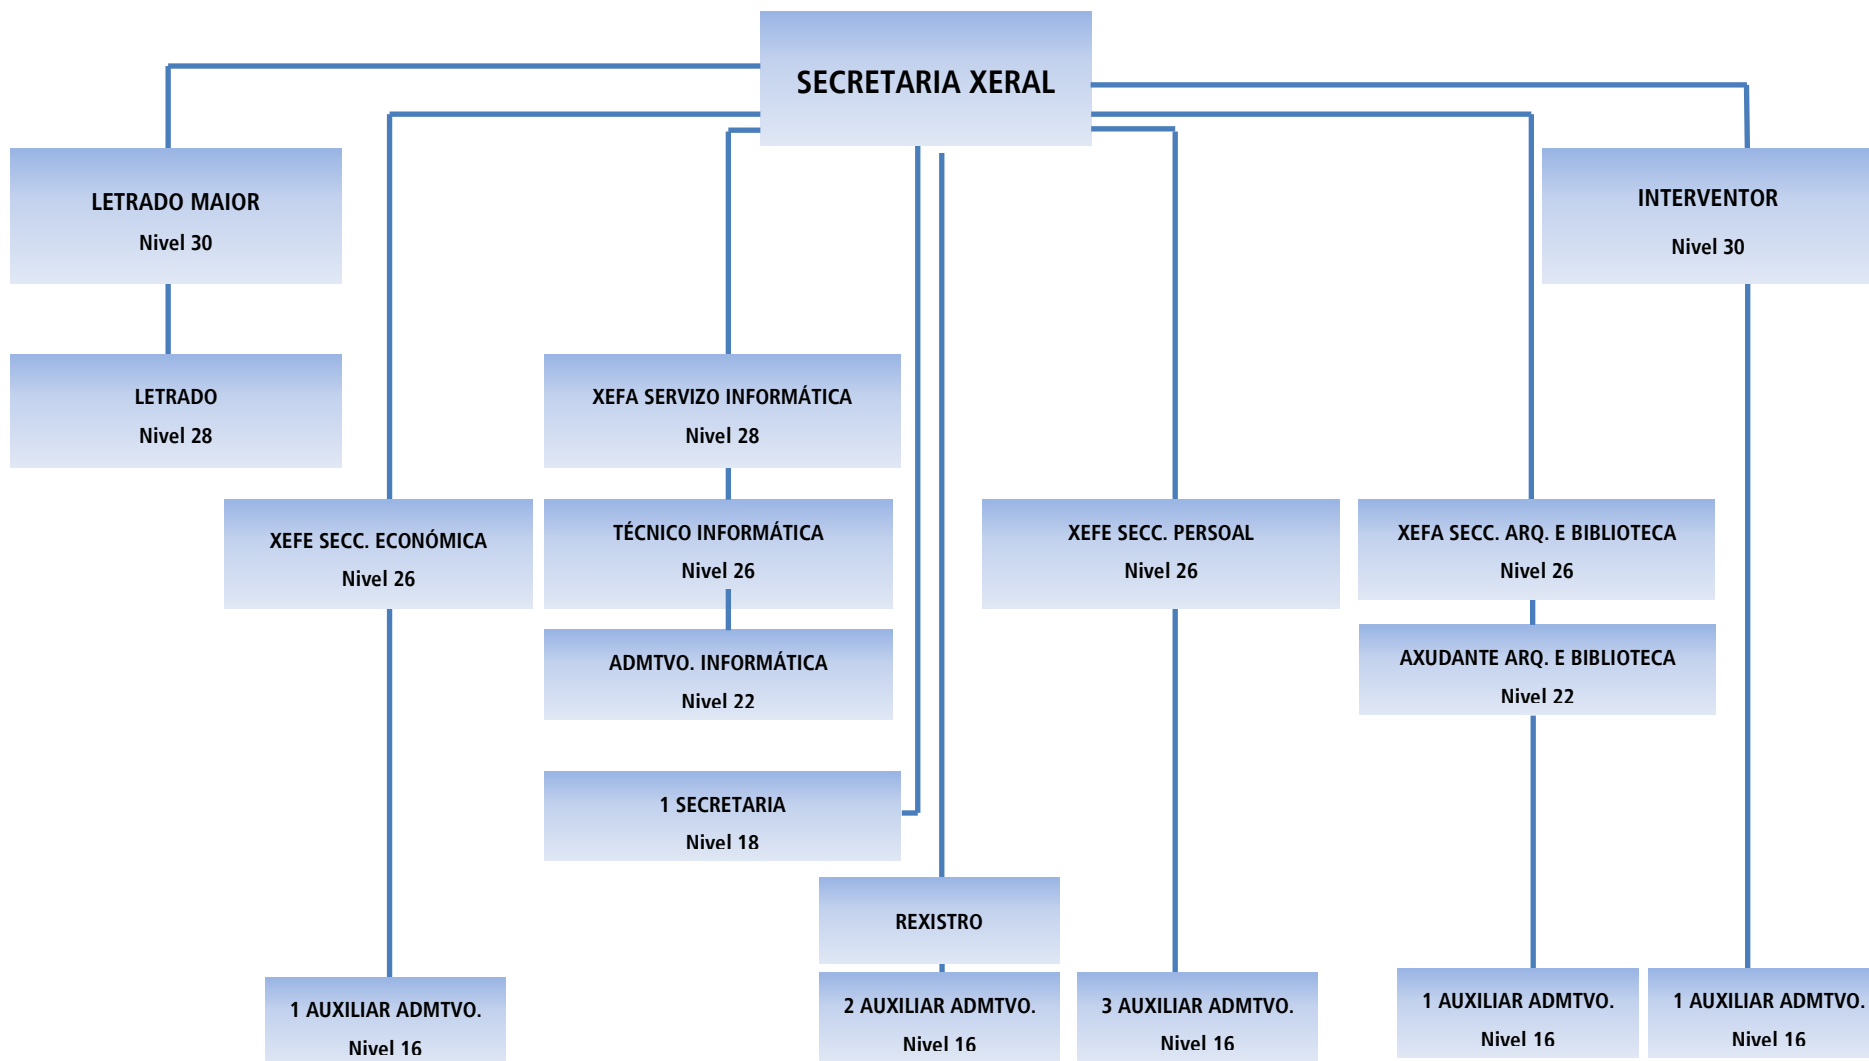 SECRETARIA XERAL
LETRADO MAIOR
Nivel 30
INTERVENTOR
Nivel 30
LETRADO
Nivel 28
XEFA SERVIZO INFORMÁTICA
Nivel 28
XEFE SECC. ECONÓMICA
Nivel 26
TÉCNICO INFORMÁTICA
Nivel 26
XEFE SECC. PERSOAL
Nivel 26
XEFA SECC. ARQ. E BIBLIOTECA
Nivel 26
ADMTVO. INFORMÁTICA
Nivel 22
AXUDANTE ARQ. E BIBLIOTECA
Nivel 22
1 SECRETARIA
Nivel 18
REXISTRO
1 AUXILIAR ADMTVO.
Nivel 16
2 AUXILIAR ADMTVO.
Nivel 16
3 AUXILIAR ADMTVO.
Nivel 16
1 AUXILIAR ADMTVO.
Nivel 16
1 AUXILIAR ADMTVO.
Nivel 16